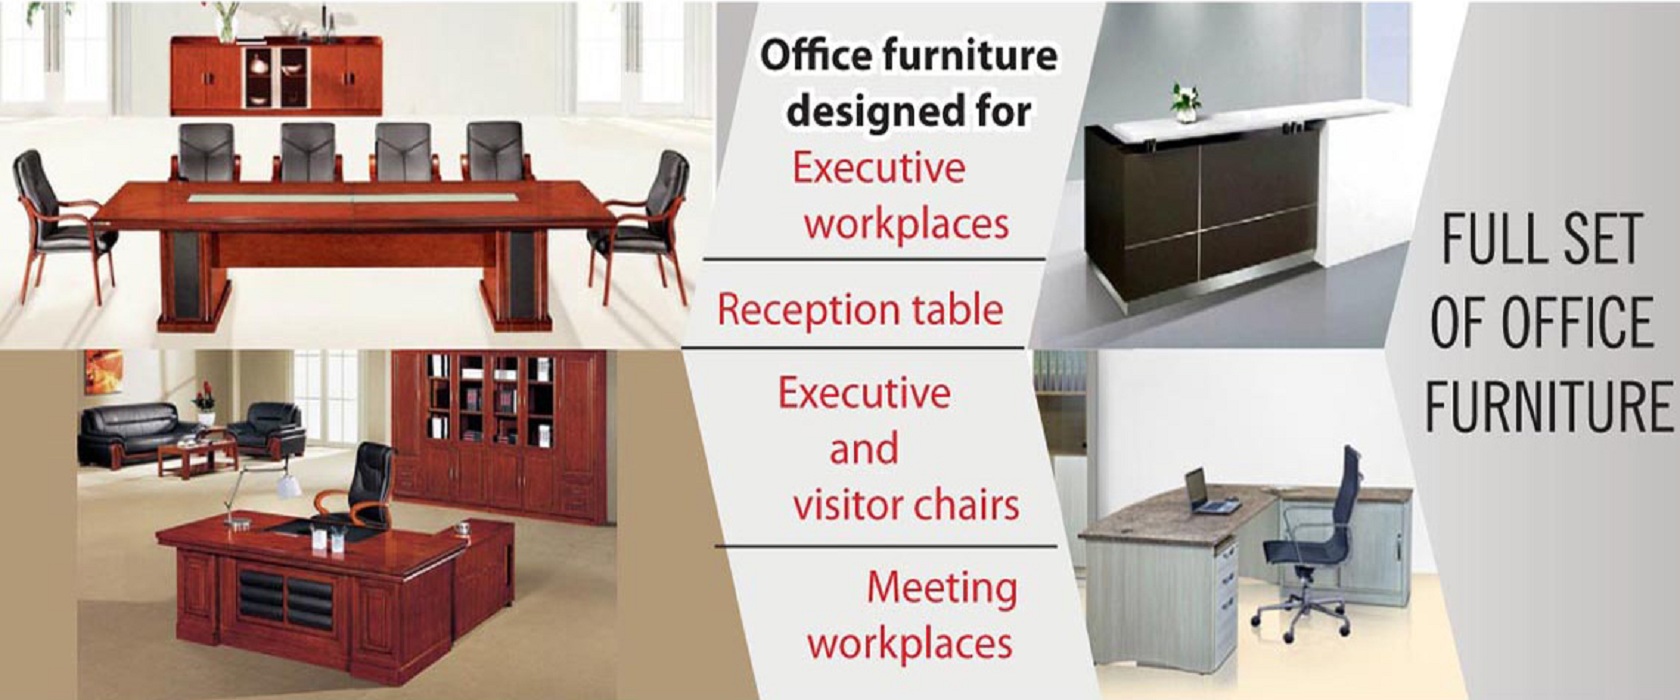 Office furniture
designed for
Executive
workplaces
Reception table
Executive
and
visitor chairs
Meeting
workplaces
FULL SET
OF OFFICE
FURNITURE